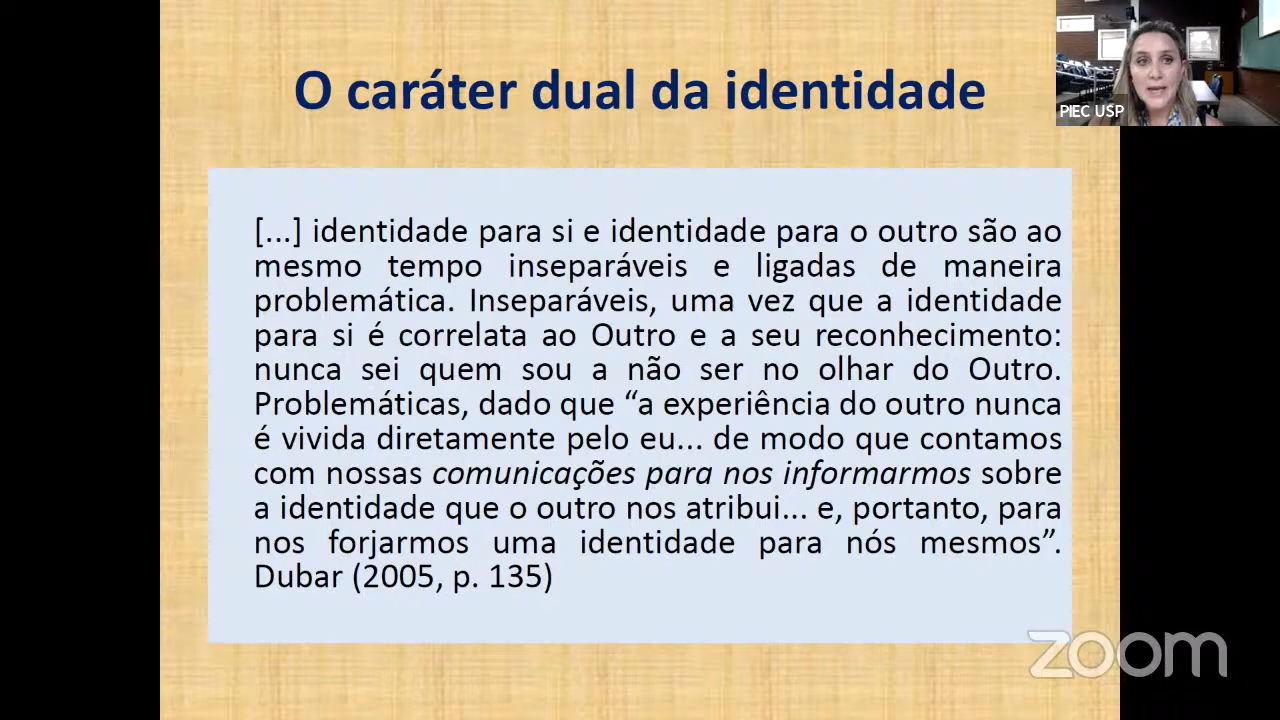 O caráter dual da identidade
PIEC USP
[...] identidade para si e identidade para o outro são ao
mesmo tempo inseparáveis e ligadas de maneira
problemática. Inseparáveis, uma vez que a identidade
para si é correlata ao Outro e a seu reconhecimento:
nunca sei quem sou a não ser no olhar do Outro.
Problemáticas, dado que “a experiência do outro nunca
é vivida diretamente pelo eu... de modo que contamos
com nossas comunicações para nos informarmos sobre
a identidade que o outro nos atribui... e, portanto, para
nos forjarmos uma identidade para nós mesmos”.
Dubar (2005, p. 135)
zoom